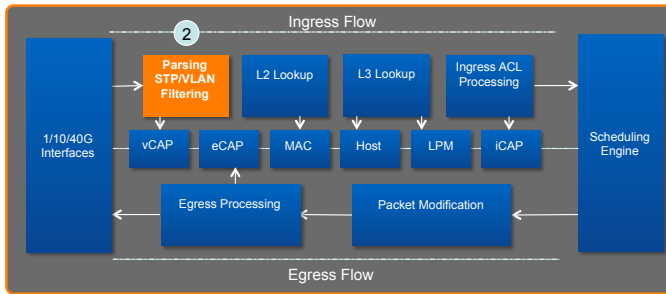 Ingress Flow
2
Parsing
STP/VLAN
Filtering
L2 Lookup
L3 Lookup
Ingress ACL
Processing
1/10/40G
Interfaces
vCAP
eCAP
MAC
Host
LPM
iCAP
Scheduling
Engine
Egress Processing
Packet Modification
Egress Flow